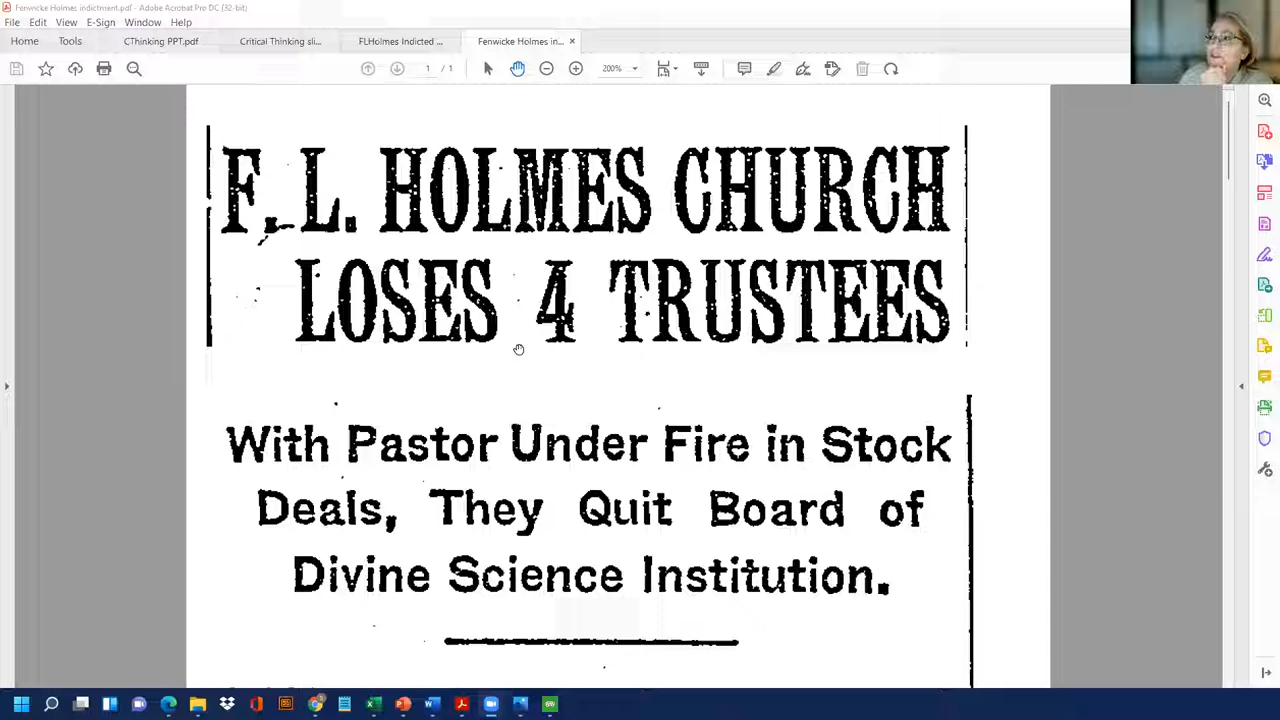 Fenwicke Holmes indictment.pdf - Adobe Acrobat Pro DC (32-bit)
File Edit View E-Sign Window Help
Home Tools CThinking PPT.pdf Critical Thinking sli... FLHolmes Indicted ... Fenwicke Holmes in... ×
1 / 1 200%
F. L. HOLMES CHURCH
LOSES 4 TRUSTEES
With Pastor Under Fire in Stock
Deals, They Quit Board of
Divine Science Institution.